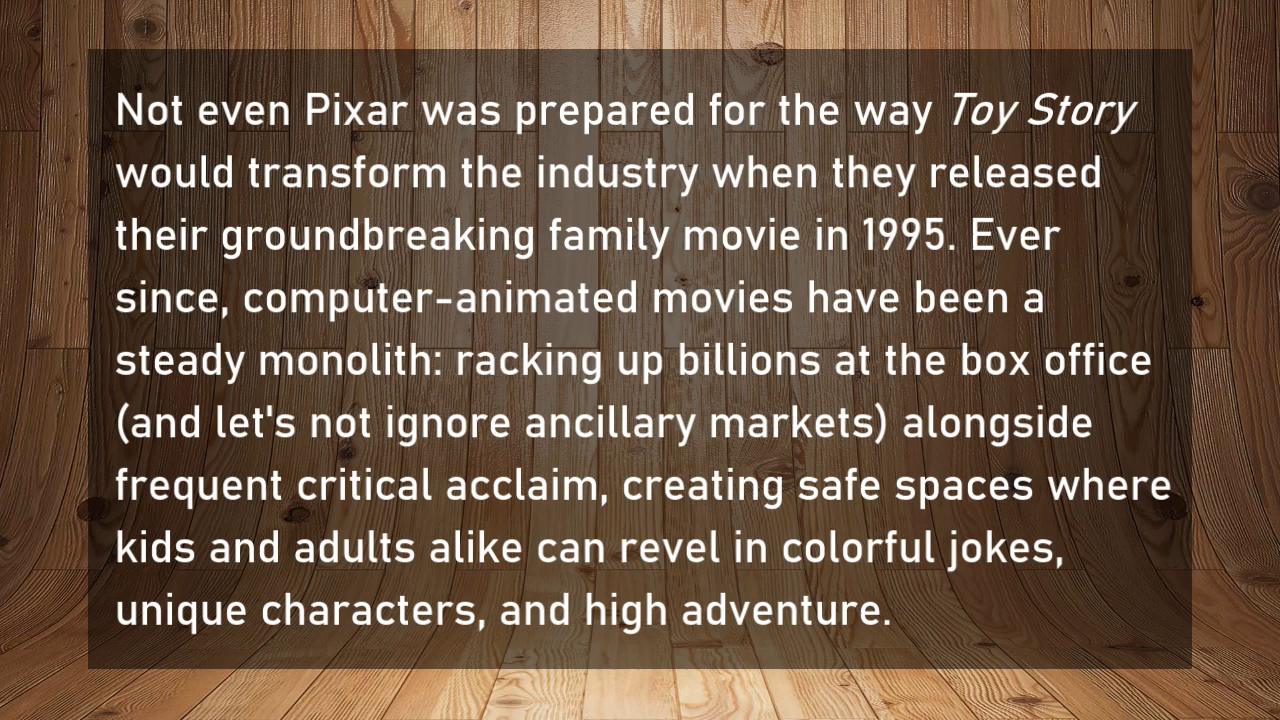 Not even Pixar was prepared for the way Toy Story
would transform the industry when they released
their groundbreaking family movie in 1995. Ever
since, computer-animated movies have been a
steady monolith: racking up billions at the box office
(and let's not ignore ancillary markets) alongside
frequent critical acclaim, creating safe spaces where
kids and adults alike can revel in colorful jokes,
unique characters, and high adventure.